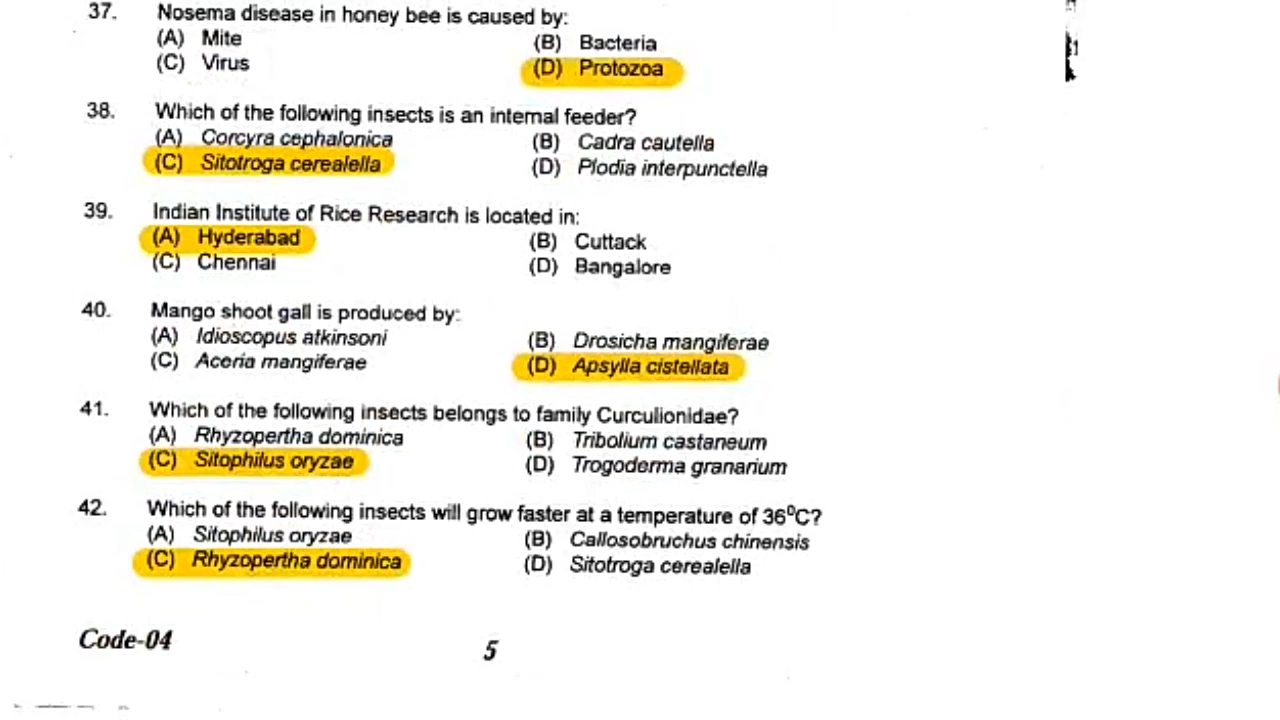 37. Nosema disease in honey bee is caused by:
(A) Mite (B) Bacteria
(C) Virus (D) Protozoa
38. Which of the following insects is an internal feeder?
(A) Corcyra cephalonica (B) Cadra cautella
(C) Sitotroga cerealella (D) Plodia interpunctella
39. Indian Institute of Rice Research is located in:
(A) Hyderabad (B) Cuttack
(C) Chennai (D) Bangalore
40. Mango shoot gall is produced by:
(A) Idioscopus atkinsoni (B) Drosicha mangiferae
(C) Aceria mangiferae (D) Apsylla cistellata
41. Which of the following insects belongs to family Curculionidae?
(A) Rhyzopertha dominica (B) Tribolium castaneum
(C) Sitophilus oryzae (D) Trogoderma granarium
42. Which of the following insects will grow faster at a temperature of 36⁰C?
(A) Sitophilus oryzae (B) Callosobruchus chinensis
(C) Rhyzopertha dominica (D) Sitotroga cerealella
Code-04 5